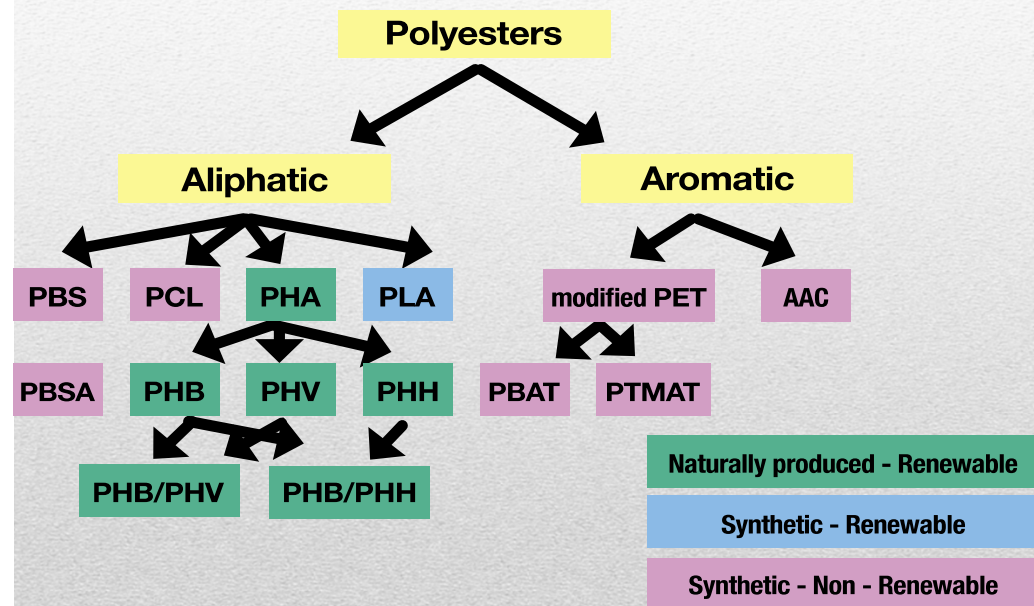 Polyesters
Aliphatic
Aromatic
PBS
PCL
PHA
PLA
modified PET
AAC
PBSA
PHB
PHV
PHH
PBAT
PTMAT
PHB/PHV
PHB/PHH
Naturally produced - Renewable
Synthetic - Renewable
Synthetic - Non - Renewable